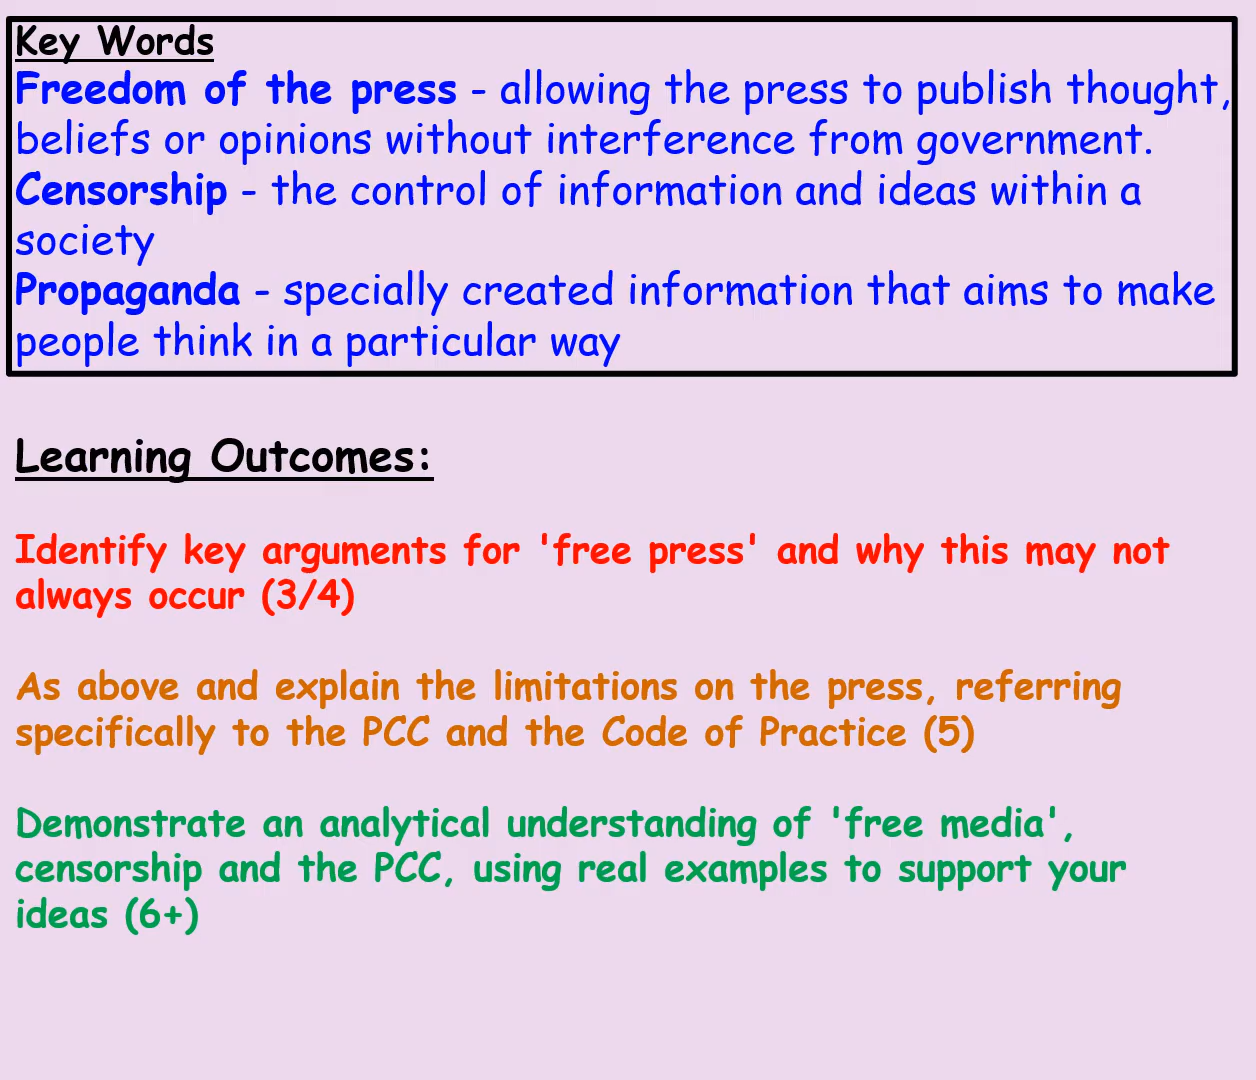 Key Words
Freedom of the press - allowing the press to publish thought,
beliefs or opinions without interference from government.
Censorship - the control of information and ideas within a
society
Propaganda - specially created information that aims to make
people think in a particular way
Learning Outcomes:
Identify key arguments for 'free press' and why this may not
always occur (3/4)
As above and explain the limitations on the press, referring
specifically to the PCC and the Code of Practice (5)
Demonstrate an analytical understanding of 'free media',
censorship and the PCC, using real examples to support your
ideas (6+)